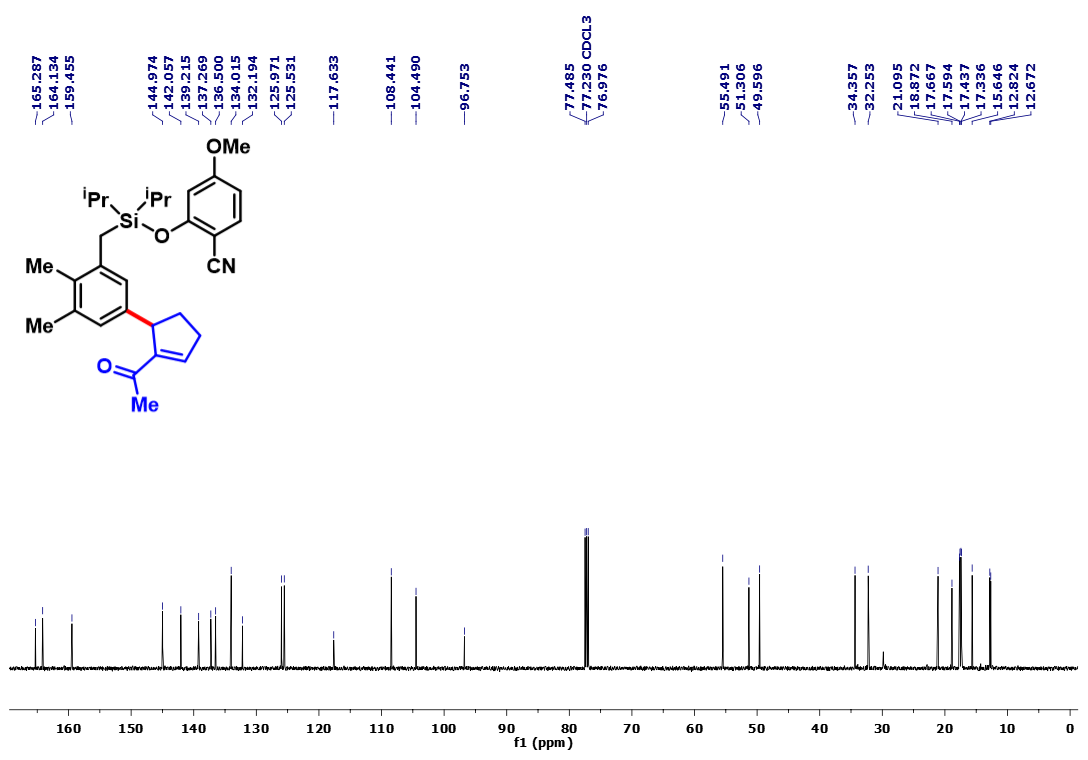 165.287
164.134
159.455
144.974
142.057
139.215
137.269
136.500
134.015
132.194
125.971
125.531
117.633
108.441
104.490
96.753
77.485
77.230 CDCL3
76.976
55.491
51.306
49.596
34.357
32.253
21.095
18.872
17.667
17.594
17.437
17.336
15.646
12.824
12.672
OMe
iPr iPr
Si
O
CN
Me
Me
O
Me
160 150 140 130 120 110 100 90 80 70 60 50 40 30 20 10 0
f1 (ppm)